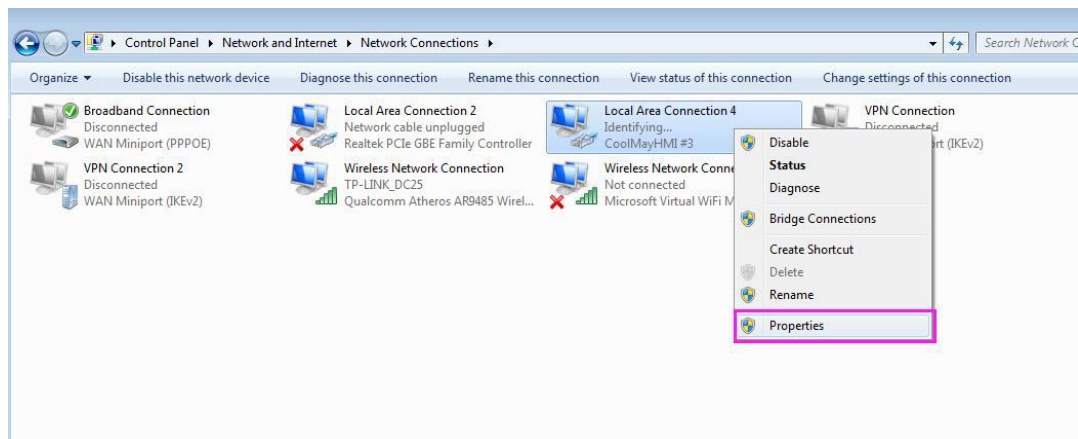 Control Panel ▸ Network and Internet ▸ Network Connections ▸
Search Network C
Organize ▾ Disable this network device Diagnose this connection Rename this connection View status of this connection Change settings of this connection
Broadband Connection
Disconnected
WAN Miniport (PPPOE)
Local Area Connection 2
Network cable unplugged
Realtek PCIe GBE Family Controller
Local Area Connection 4
Identifying...
CoolMayHMI #3
VPN Connection
Disconnected
rt (IKEv2)
VPN Connection 2
Disconnected
WAN Miniport (IKEv2)
Wireless Network Connection
TP-LINK_DC25
Qualcomm Atheros AR9485 Wirel...
Wireless Network Conne
Not connected
Microsoft Virtual WiFi M
Disable
Status
Diagnose
Bridge Connections
Create Shortcut
Delete
Rename
Properties